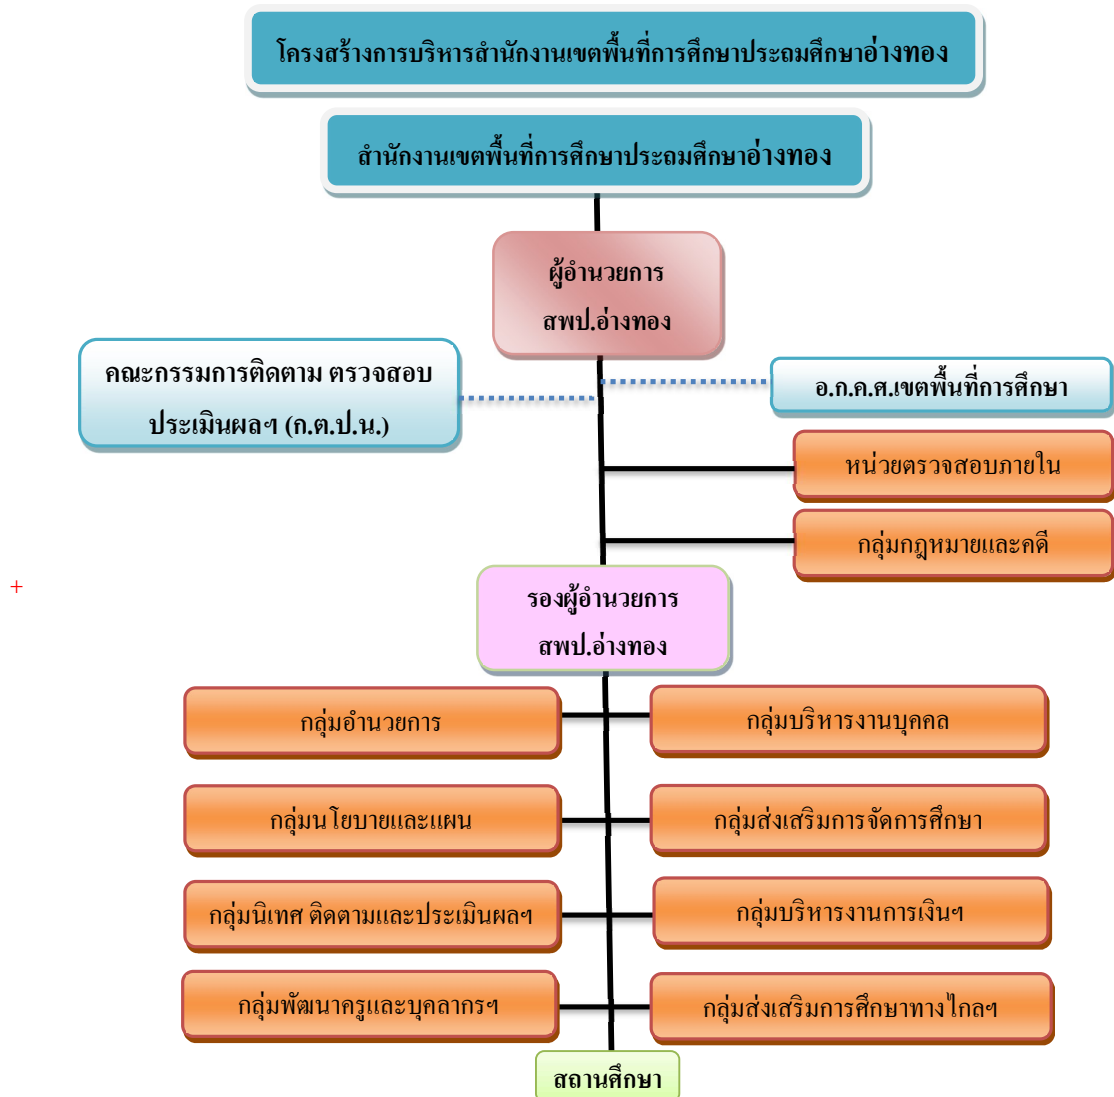 โครงสร้างการบริหารสำนักงานเขตพื้นที่การศึกษาประถมศึกษาอ่างทอง
สำนักงานเขตพื้นที่การศึกษาประถมศึกษาอ่างทอง
ผู้อำนวยการ
สพป.อ่างทอง
คณะกรรมการติดตาม ตรวจสอบ
ประเมินผลฯ (ก.ต.ป.น.)
อ.ก.ค.ศ.เขตพื้นที่การศึกษา
หน่วยตรวจสอบภายใน
กลุ่มกฎหมายและคดี
+
รองผู้อำนวยการ
สพป.อ่างทอง
กลุ่มอำนวยการ
กลุ่มบริหารงานบุคคล
กลุ่มนโยบายและแผน
กลุ่มส่งเสริมการจัดการศึกษา
กลุ่มนิเทศ ติดตามและประเมินผลฯ
กลุ่มบริหารงานการเงินฯ
กลุ่มพัฒนาครูและบุคลากรฯ
กลุ่มส่งเสริมการศึกษาทางไกลฯ
สถานศึกษา